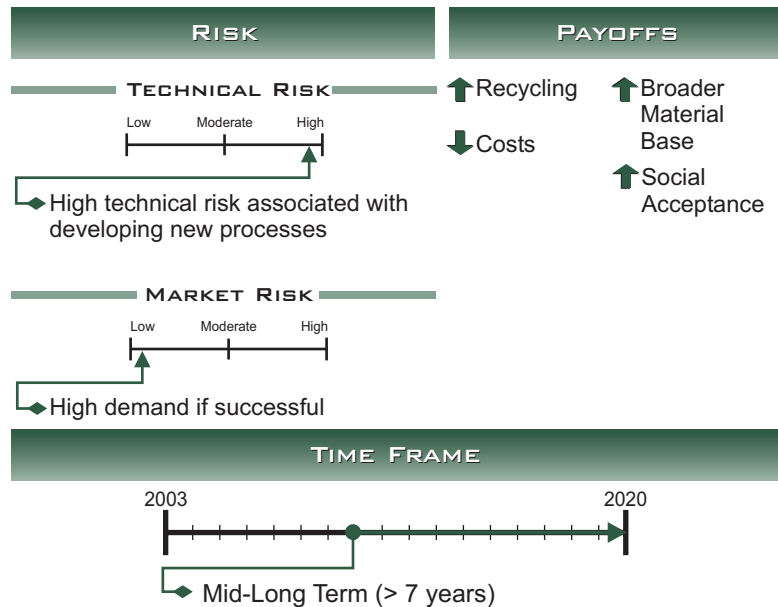 RISK
TECHNICAL RISK
Low Moderate High
High technical risk associated with
developing new processes
MARKET RISK
Low Moderate High
High demand if successful
PAYOFFS
Recycling
Costs
Broader
Material
Base
Social
Acceptance
TIME FRAME
2003 2020
Mid-Long Term (> 7 years)